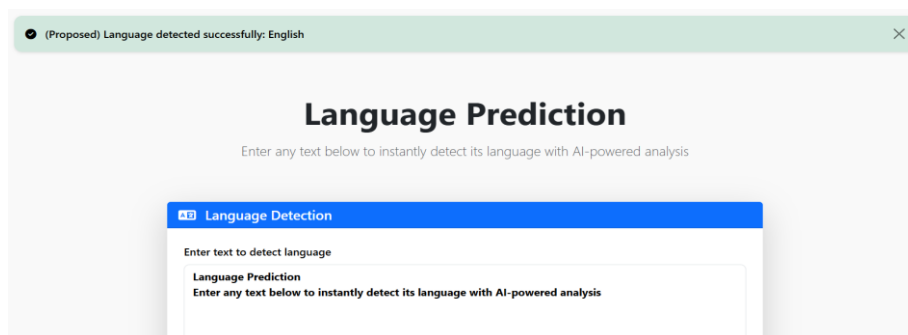 (Proposed) Language detected successfully: English
Language Prediction
Enter any text below to instantly detect its language with AI-powered analysis
Language Detection
Enter text to detect language
Language Prediction
Enter any text below to instantly detect its language with AI-powered analysis